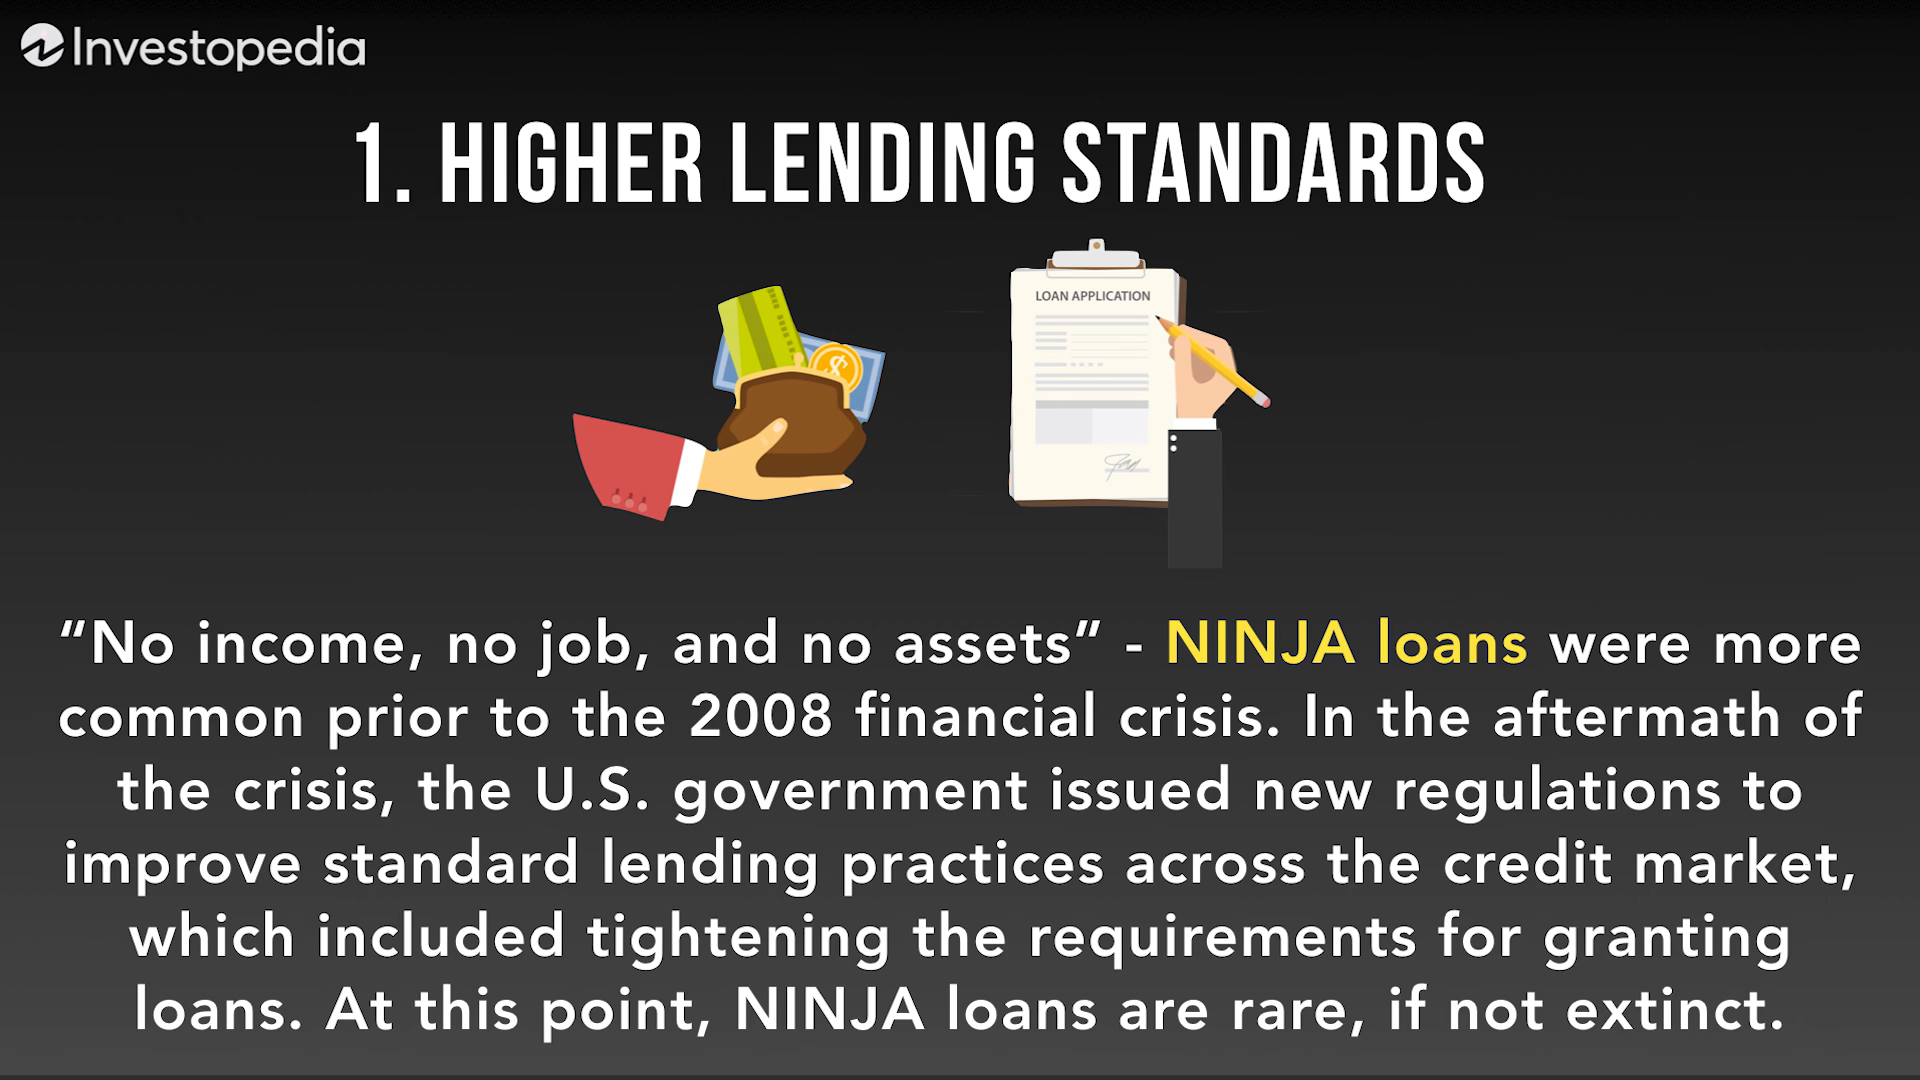 Investopedia
1. HIGHER LENDING STANDARDS
LOAN APPLICATION
“No income, no job, and no assets” - NINJA loans were more
common prior to the 2008 financial crisis. In the aftermath of
the crisis, the U.S. government issued new regulations to
improve standard lending practices across the credit market,
which included tightening the requirements for granting
loans. At this point, NINJA loans are rare, if not extinct.